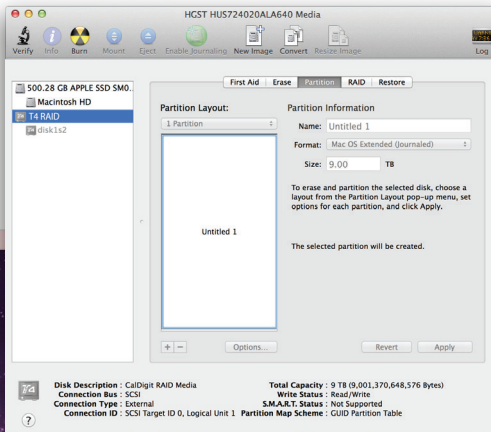 HGST HUS724020ALA640 Media
Verify Info Burn Mount Eject Enable Journaling New Image Convert Resize Image Log
500.28 GB APPLE SSD SM0...
Macintosh HD
T4 RAID
disk1s2
First Aid Erase Partition RAID Restore
Partition Layout:
1 Partition
Untitled 1
+ −
Options...
Partition Information
Name: Untitled 1
Format: Mac OS Extended (Journaled)
Size: 9.00 TB
To erase and partition the selected disk, choose a
layout from the Partition Layout pop-up menu, set
options for each partition, and click Apply.
The selected partition will be created.
Revert Apply
T4
Disk Description : CalDigit RAID Media
Connection Bus : SCSI
Connection Type : External
Connection ID : SCSI Target ID 0, Logical Unit 1
Total Capacity : 9 TB (9,001,370,648,576 Bytes)
Write Status : Read/Write
S.M.A.R.T. Status : Not Supported
Partition Map Scheme : GUID Partition Table
?